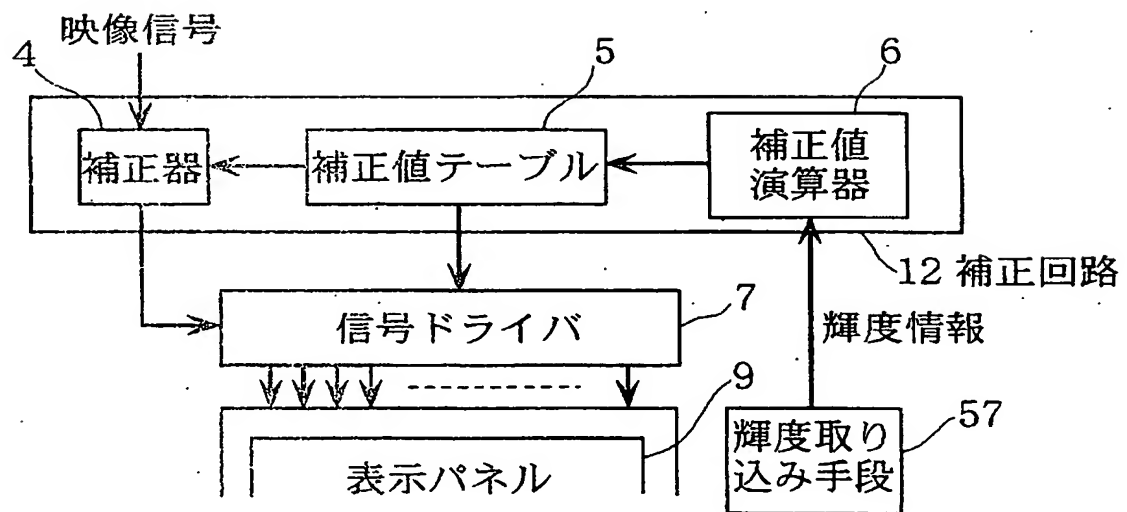 映像信号
4
5
6
補正器
補正値テーブル
補正値
演算器
12 補正回路
信号ドライバ
7
輝度情報
9
表示パネル
57
輝度取り
込み手段